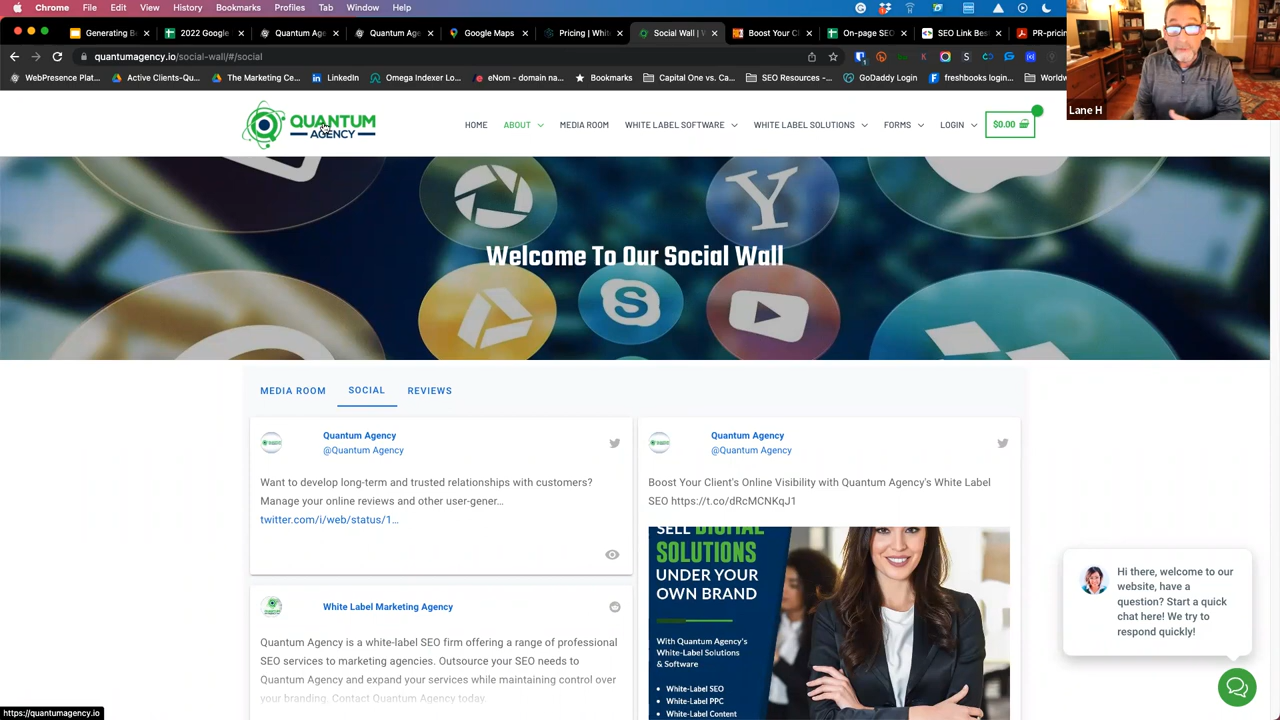 Chrome File Edit View History Bookmarks Profiles Tab Window Help
Generating B
2022 Google
Quantum A
Quantum Ag
Google Maps
Pricing | Whit
Social Wall |
Boost Your Cl
On-page SEO
SEO Link Bes
PR-pricin
quantumagency.io/social-wall/#/social
WebPresence Plat...
Active Clients-Qu...
The Marketing Ce...
LinkedIn
Omega Indexer Lo...
eNom - domain na...
Bookmarks
Capital One vs. Ca...
SEO Resources -...
GoDaddy Login
freshbooks login...
Worldw
Lane H
QUANTUM
AGENCY
HOME
ABOUT
MEDIA ROOM
WHITE LABEL SOFTWARE
WHITE LABEL SOLUTIONS
FORMS
LOGIN
$0.00
Welcome To Our Social Wall
MEDIA ROOM
SOCIAL
REVIEWS
Quantum Agency
@Quantum Agency
Want to develop long-term and trusted relationships with customers?
Manage your online reviews and other user-gener...
twitter.com/i/web/status/1...
White Label Marketing Agency
Quantum Agency is a white-label SEO firm offering a range of professional
SEO services to marketing agencies. Outsource your SEO needs to
Quantum Agency and expand your services while maintaining control over
your branding. Contact Quantum Agency today.
Quantum Agency
@Quantum Agency
Boost Your Client's Online Visibility with Quantum Agency's White Label
SEO https://t.co/dRcMCNKqJ1
SELL DIGITAL
SOLUTIONS
UNDER YOUR
OWN BRAND
With Quantum Agency's
White-Label Solutions
& Software
White-Label SEO
White-Label PPC
White-Label Content
Hi there, welcome to our
website, have a
question? Start a quick
chat here! We try to
respond quickly!
https://quantumagency.io